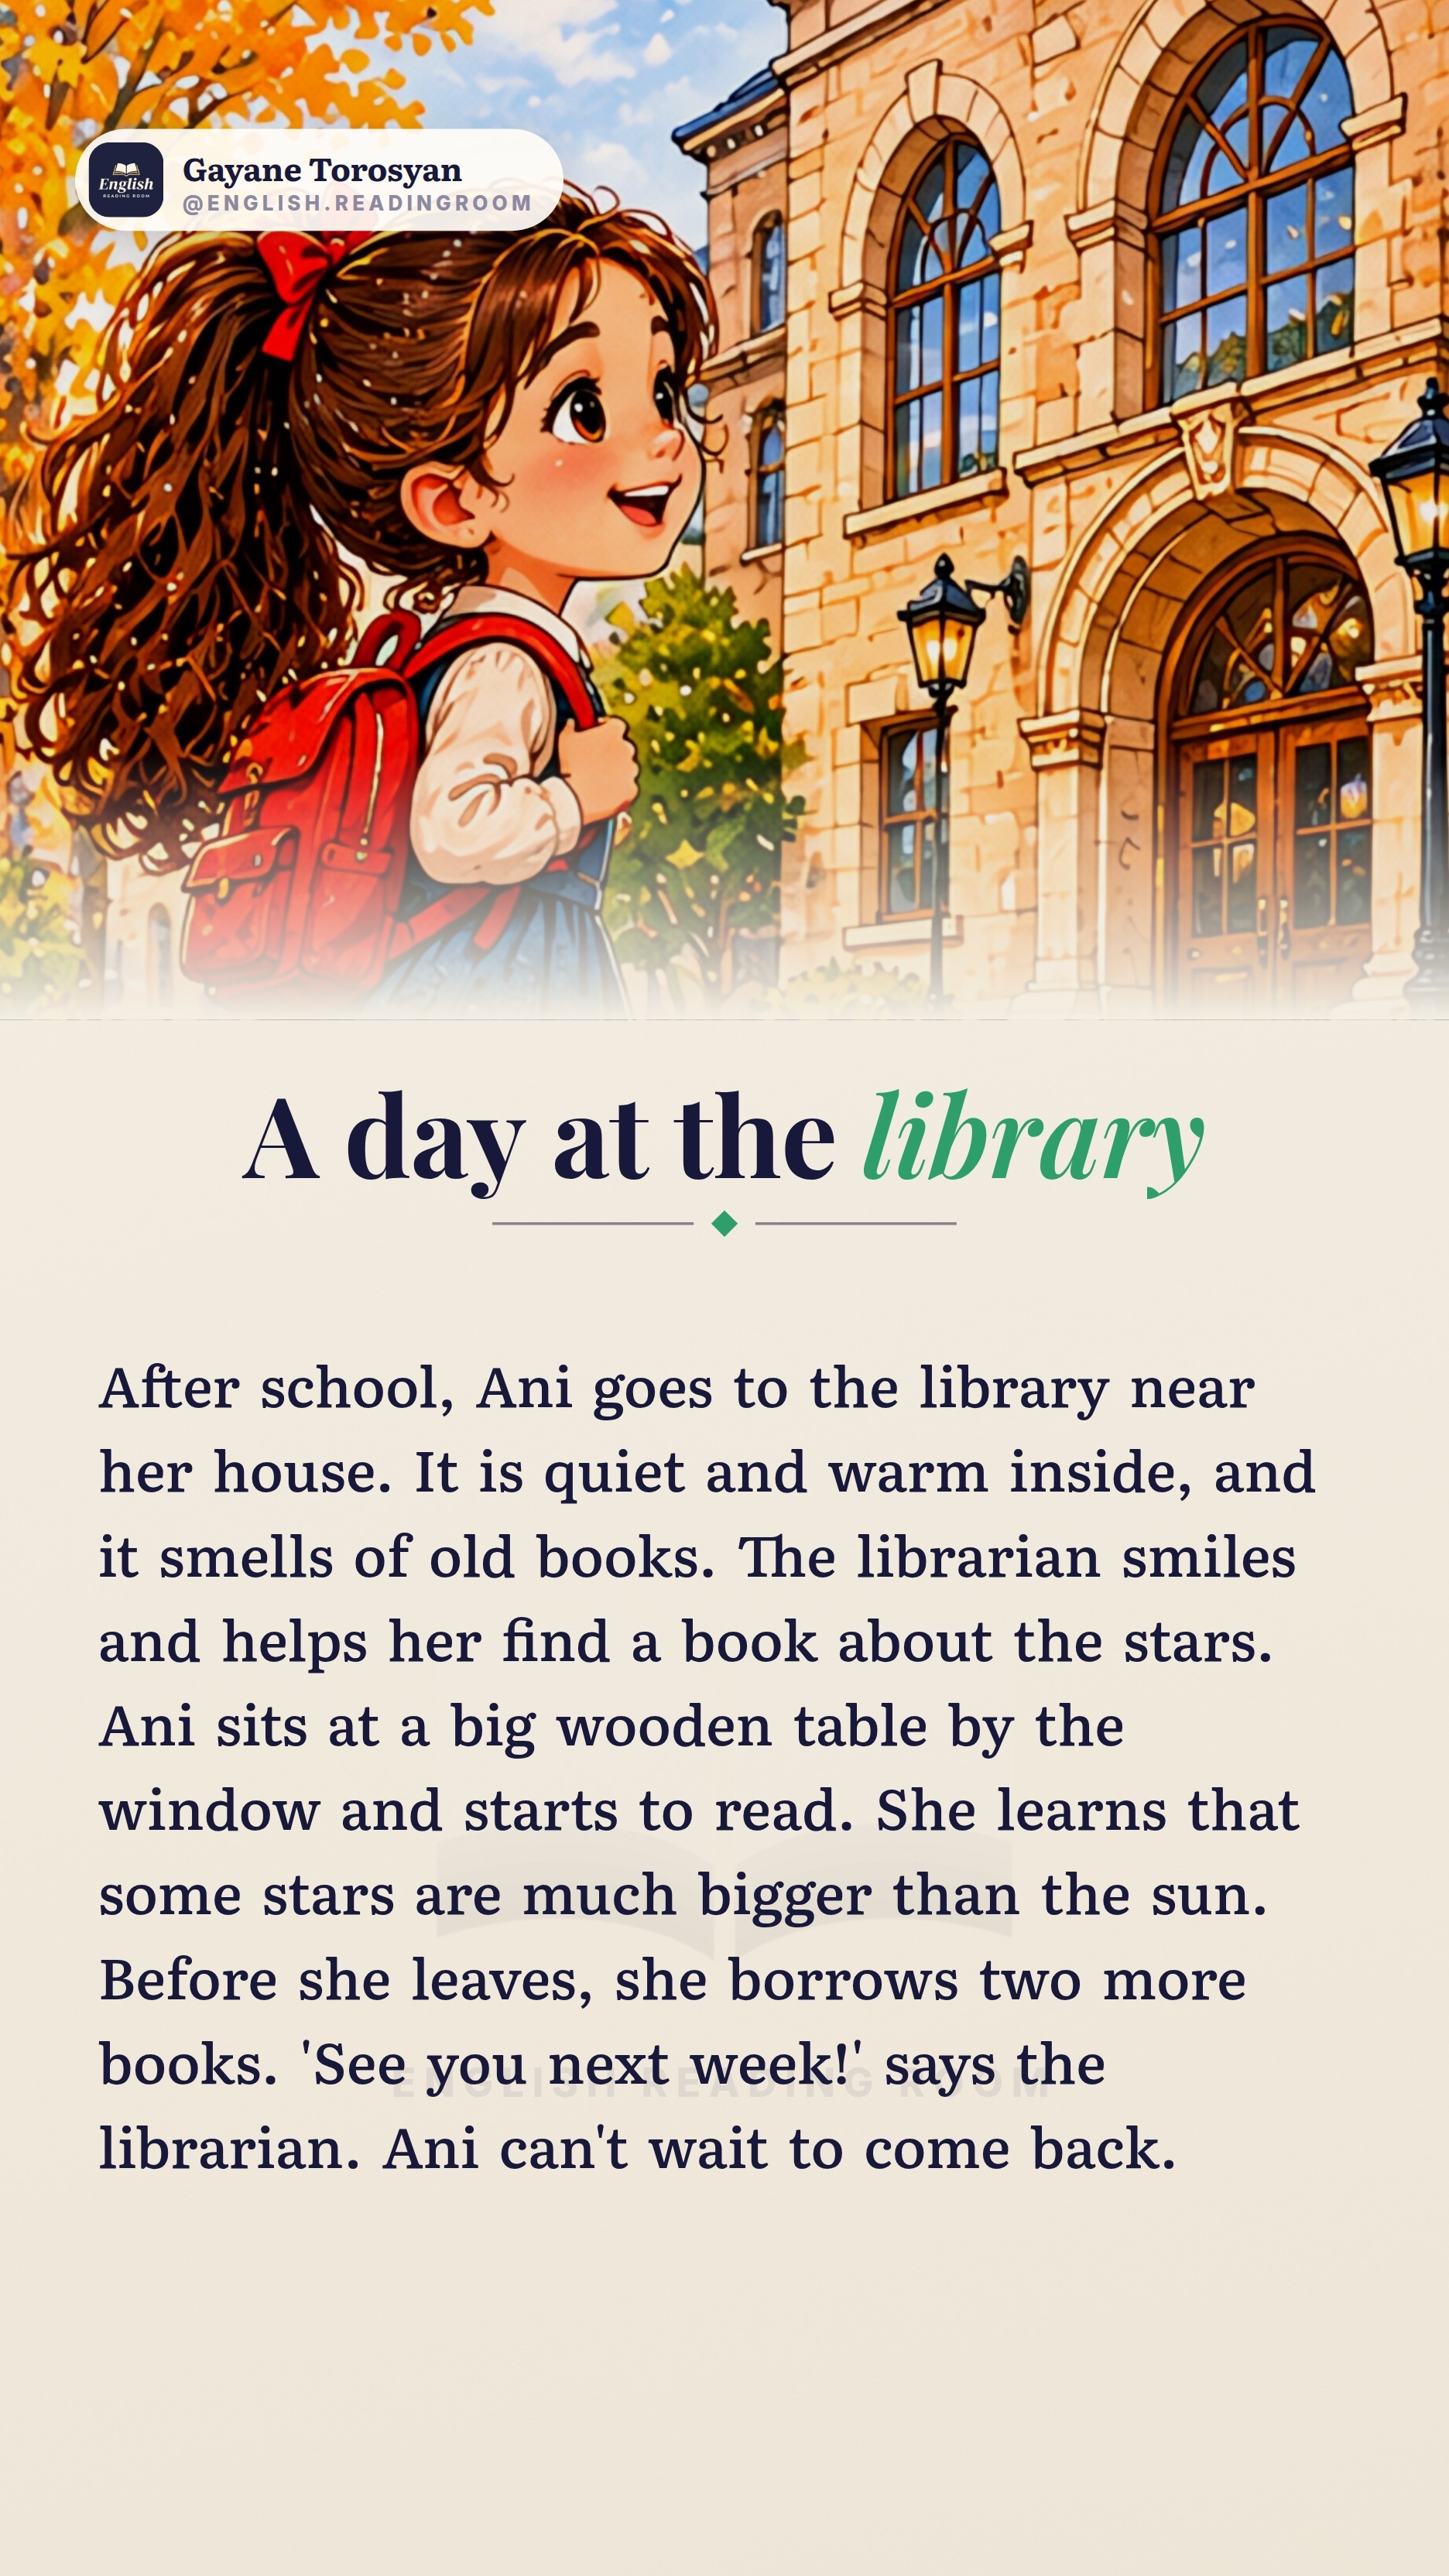 English
READING ROOM
Gayane Torosyan
@ENGLISH.READINGROOM
A day at the library
After school, Ani goes to the library near
her house. It is quiet and warm inside, and
it smells of old books. The librarian smiles
and helps her find a book about the stars.
Ani sits at a big wooden table by the
window and starts to read. She learns that
some stars are much bigger than the sun.
Before she leaves, she borrows two more
books. 'See you next week!' says the
ENGLISH READING ROOM
librarian. Ani can't wait to come back.